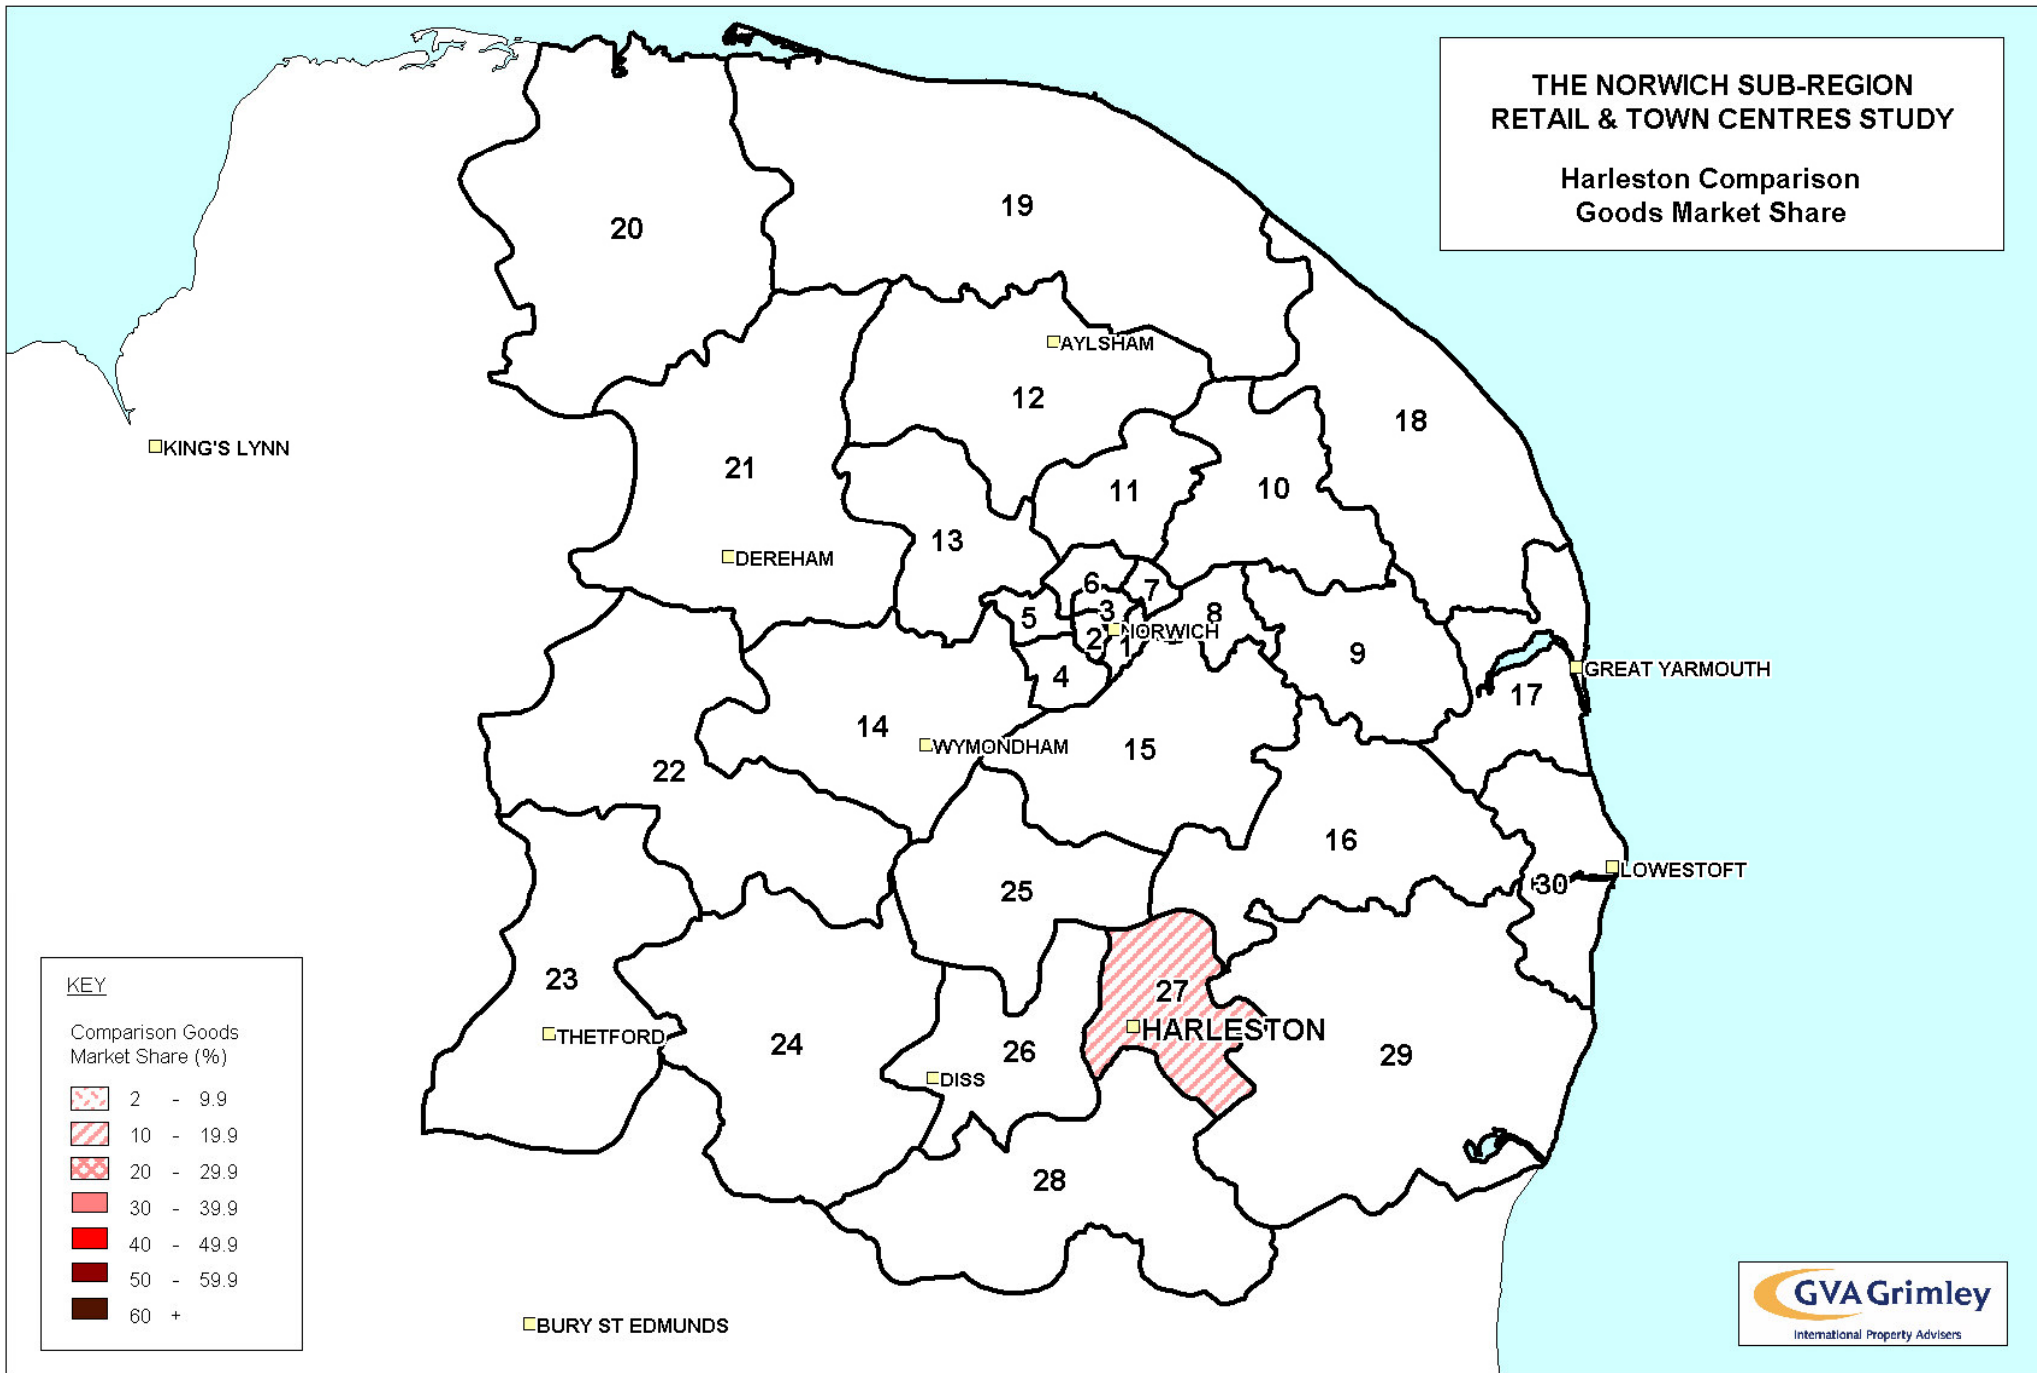 THE NORWICH SUB-REGION
RETAIL & TOWN CENTRES STUDY
Harleston Comparison
Goods Market Share
20
19
AYLSHAM
12
18
KING'S LYNN
21
11
10
13
DEREHAM
6
7
5
3
8
2
NORWICH
1
9
4
GREAT YARMOUTH
17
14
WYMONDHAM
15
22
16
LOWESTOFT
30
25
23
27
THETFORD
HARLESTON
24
26
29
DISS
28
BURY ST EDMUNDS
KEY
Comparison Goods
Market Share (%)
2 - 9.9
10 - 19.9
20 - 29.9
30 - 39.9
40 - 49.9
50 - 59.9
60 +
GVA Grimley
International Property Advisers